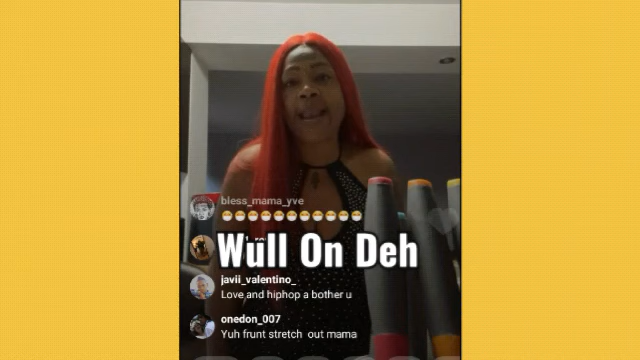 bless_mama_yve
😷😷😷😷😷😷😷😷😷😷😷
Wull On Deh
javii_valentino_
Love and hiphop a bother u
onedon_007
Yuh frunt stretch out mama